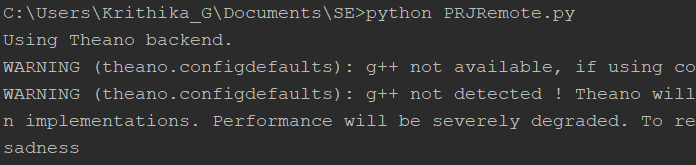 C:\Users\Krithika_G\Documents\SE>python PRJRemote.py
Using Theano backend.
WARNING (theano.configdefaults): g++ not available, if using co
WARNING (theano.configdefaults): g++ not detected ! Theano will
n implementations. Performance will be severely degraded. To re
sadness